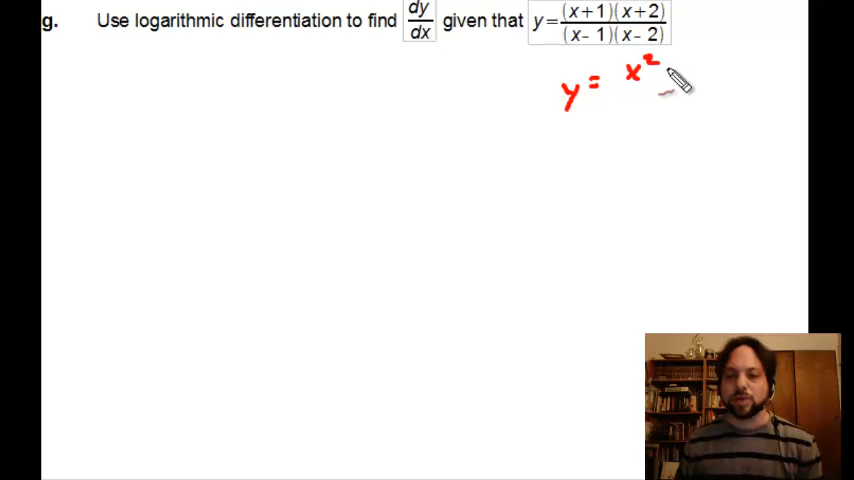 g. Use logarithmic differentiation to find dy/dx given that y=(x+1)(x+2)/(x-1)(x-2)
y = x²